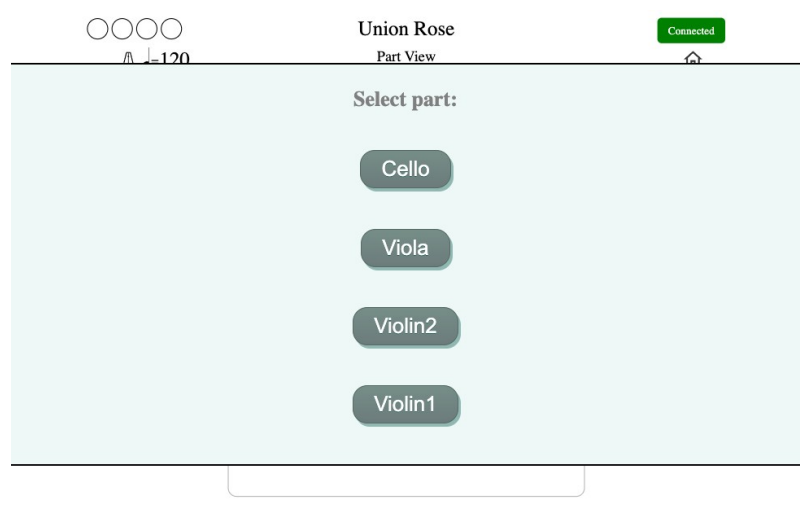 Union Rose
Connected
♩=120
Part View
Select part:
Cello
Viola
Violin2
Violin1